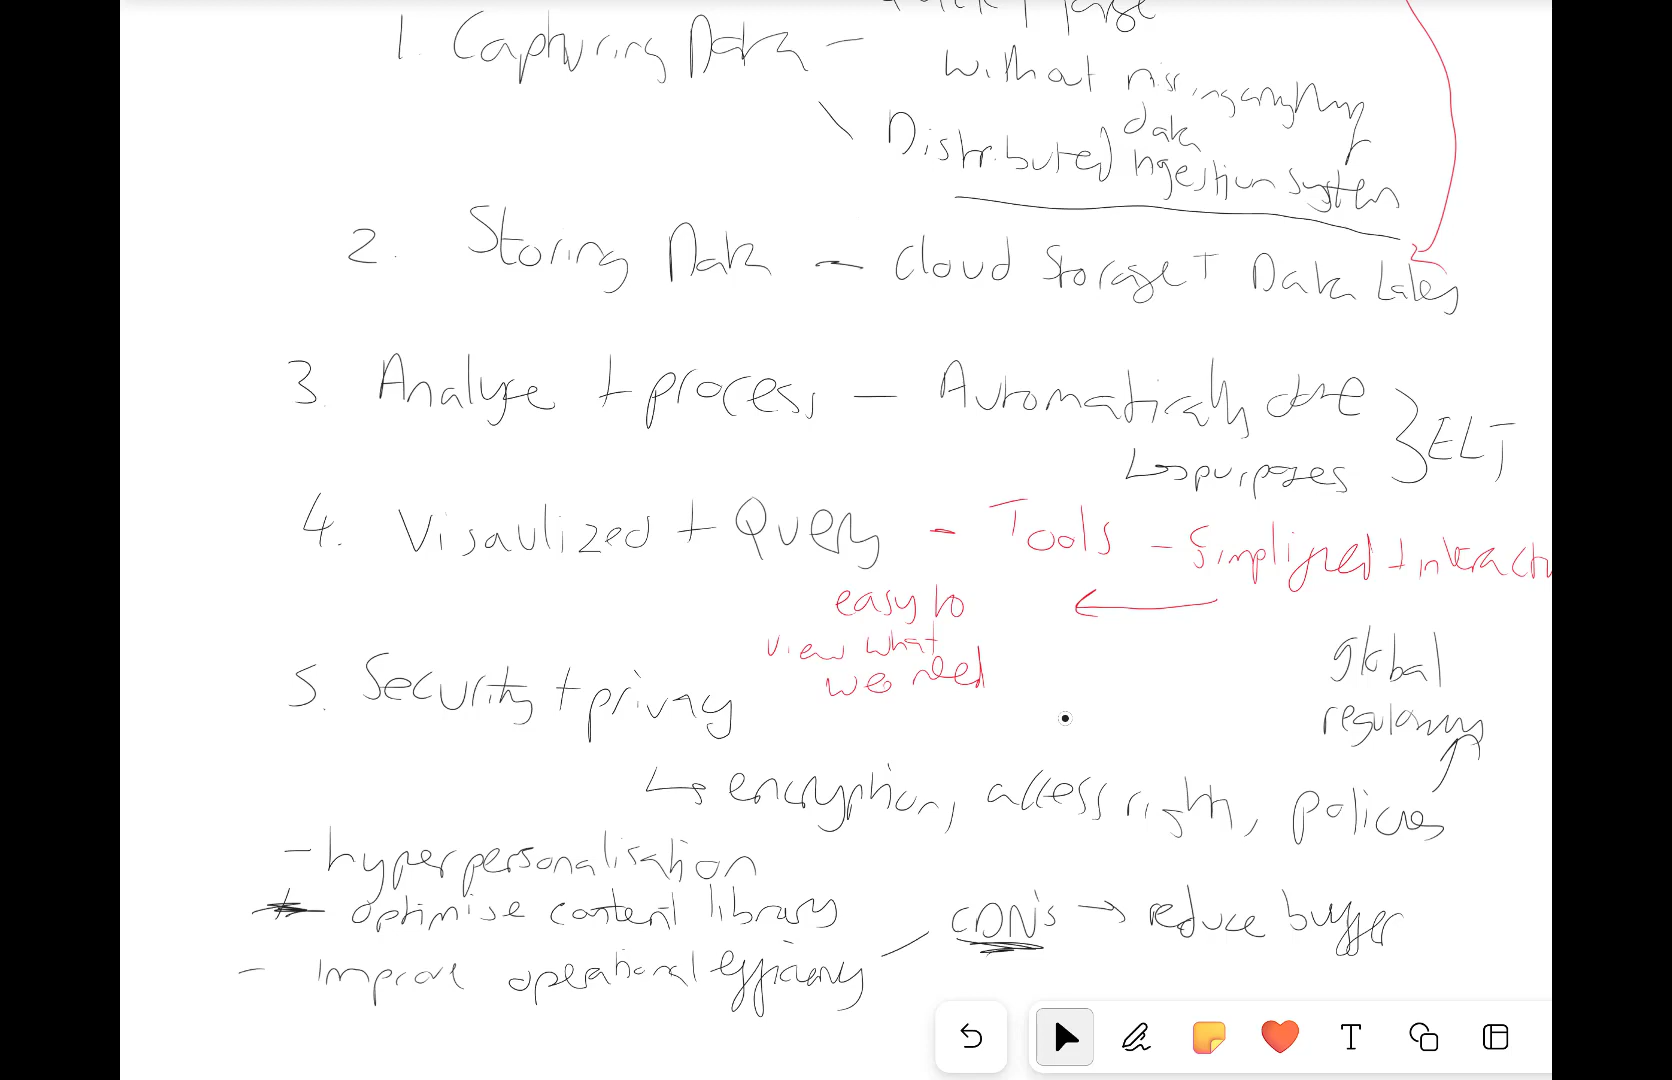 1. Capturing Data -
without missing anything
data
Distributed ingestion system
2. Storing Data - Cloud Storage + Data Lakes
3. Analyse + process - Automatically done
↳ purposes
} ELT
4. Visaulized + Query - Tools - Simplified + interacti
easy to
view what
we need
5. Security + privacy
global
regulations
↳ encryption, access rights, policies
- hyperpersonalisation
optimise content library
- improve operational efficiency
CDN's → reduce buffer
T